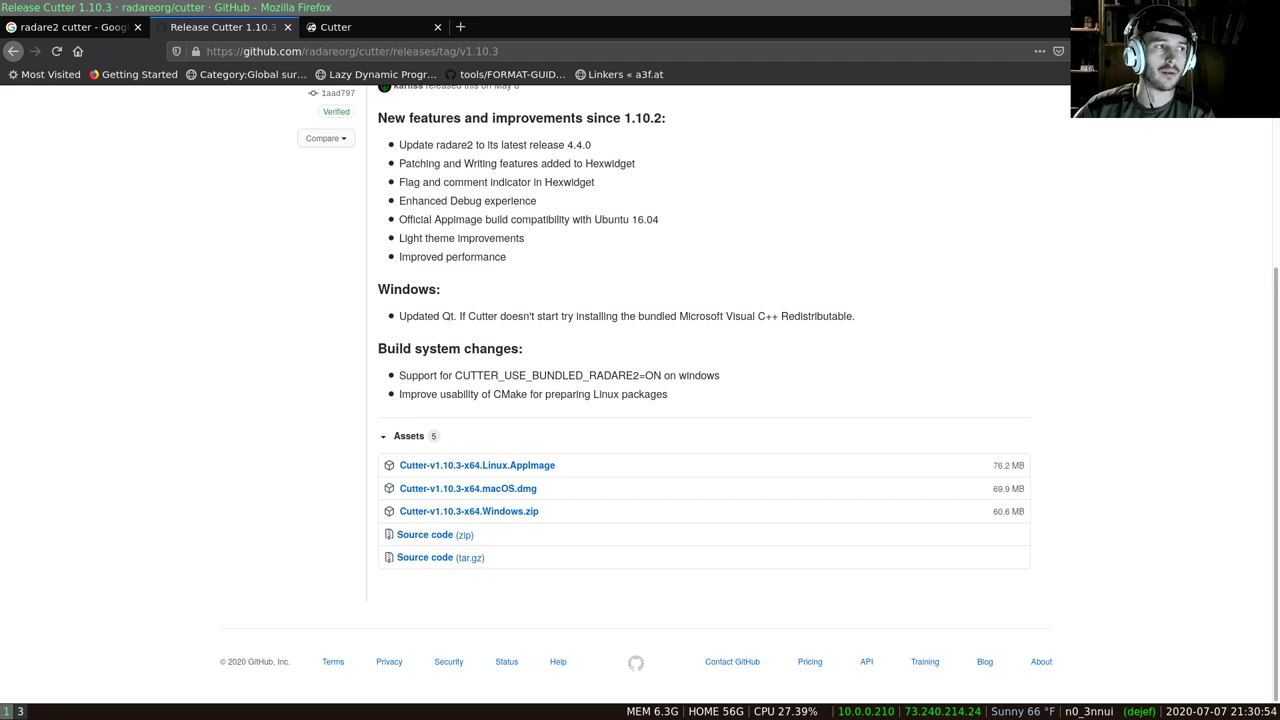 Release Cutter 1.10.3 · radareorg/cutter · GitHub - Mozilla Firefox
radare2 cutter - Goog
Release Cutter 1.10.3
Cutter
https://github.com/radareorg/cutter/releases/tag/v1.10.3
Most Visited
Getting Started
Category:Global sur…
Lazy Dynamic Progr…
tools/FORMAT-GUID…
Linkers « a3f.at
1aad797
karliss released this on May 8
Verified
Compare
New features and improvements since 1.10.2:
Update radare2 to its latest release 4.4.0
Patching and Writing features added to Hexwidget
Flag and comment indicator in Hexwidget
Enhanced Debug experience
Official Appimage build compatibility with Ubuntu 16.04
Light theme improvements
Improved performance
Windows:
Updated Qt. If Cutter doesn't start try installing the bundled Microsoft Visual C++ Redistributable.
Build system changes:
Support for CUTTER_USE_BUNDLED_RADARE2=ON on windows
Improve usability of CMake for preparing Linux packages
Assets 5
Cutter-v1.10.3-x64.Linux.AppImage 76.2 MB
Cutter-v1.10.3-x64.macOS.dmg 69.9 MB
Cutter-v1.10.3-x64.Windows.zip 60.6 MB
Source code (zip)
Source code (tar.gz)
© 2020 GitHub, Inc. Terms Privacy Security Status Help Contact GitHub Pricing API Training Blog About
1 3 MEM 6.3G | HOME 56G | CPU 27.39% | 10.0.0.210 | 73.240.214.24 | Sunny 66 °F | n0_3nnui | (dejef) | 2020-07-07 21:30:54